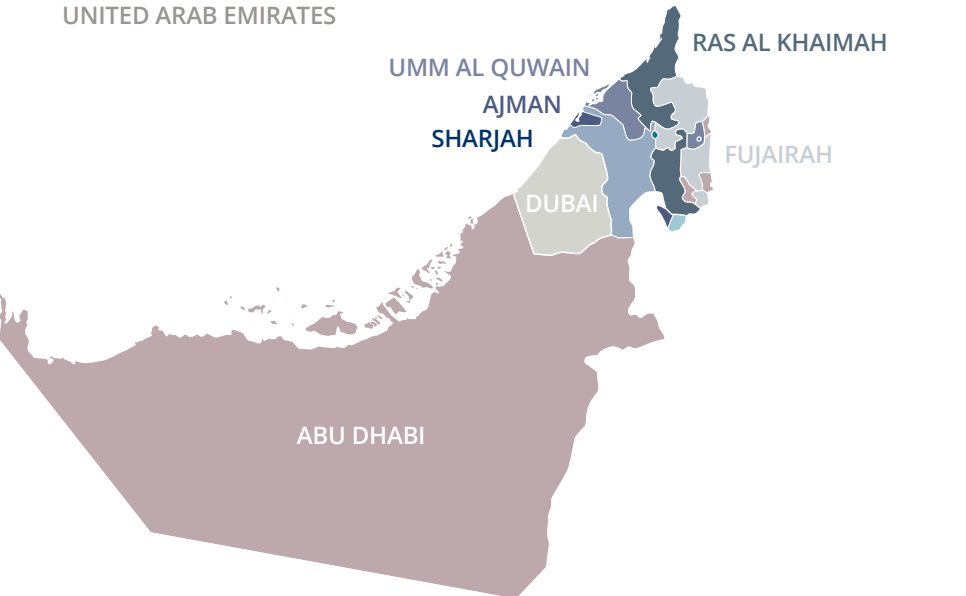 UNITED ARAB EMIRATES
RAS AL KHAIMAH
UMM AL QUWAIN
AJMAN
SHARJAH
FUJAIRAH
DUBAI
ABU DHABI